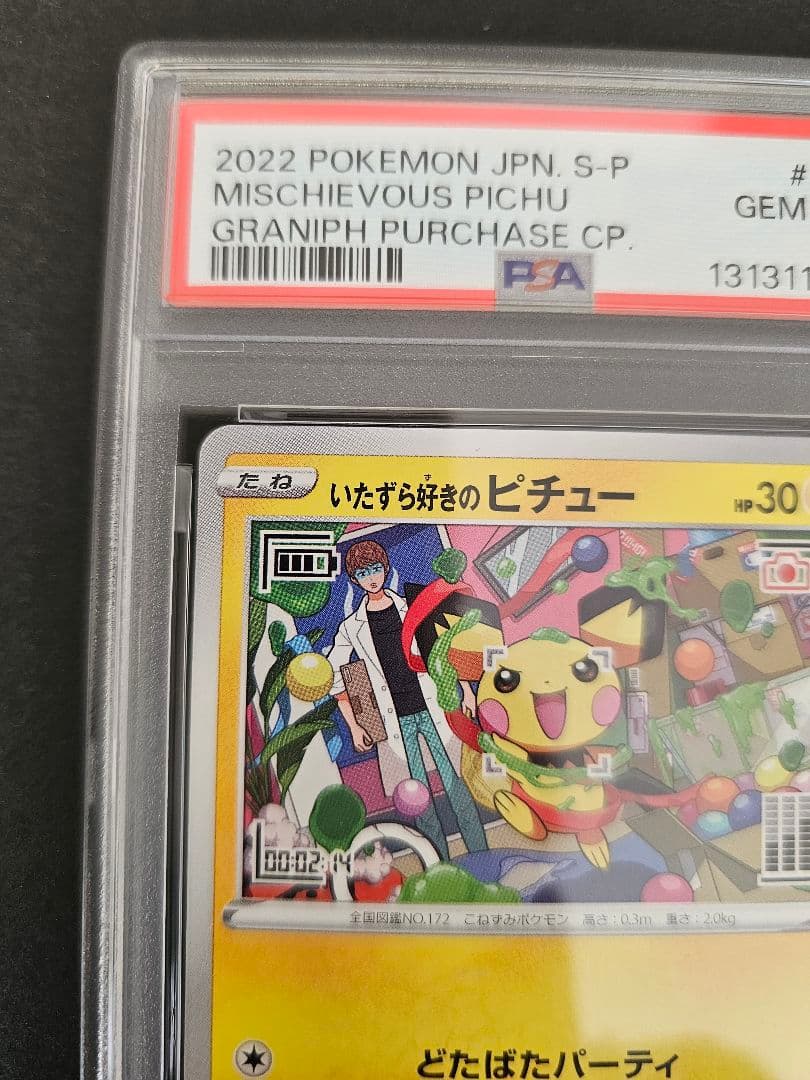 2022 POKEMON JPN. S-P
#
MISCHIEVOUS PICHU
GEM
GRANIPH PURCHASE CP.
PSA
131311
たね
いたずら好きのピチュー
ず
HP 30
00:02:14
全国図鑑NO.172 こねずみポケモン 高さ:0.3m 重さ:2.0kg
どたばたパーティ